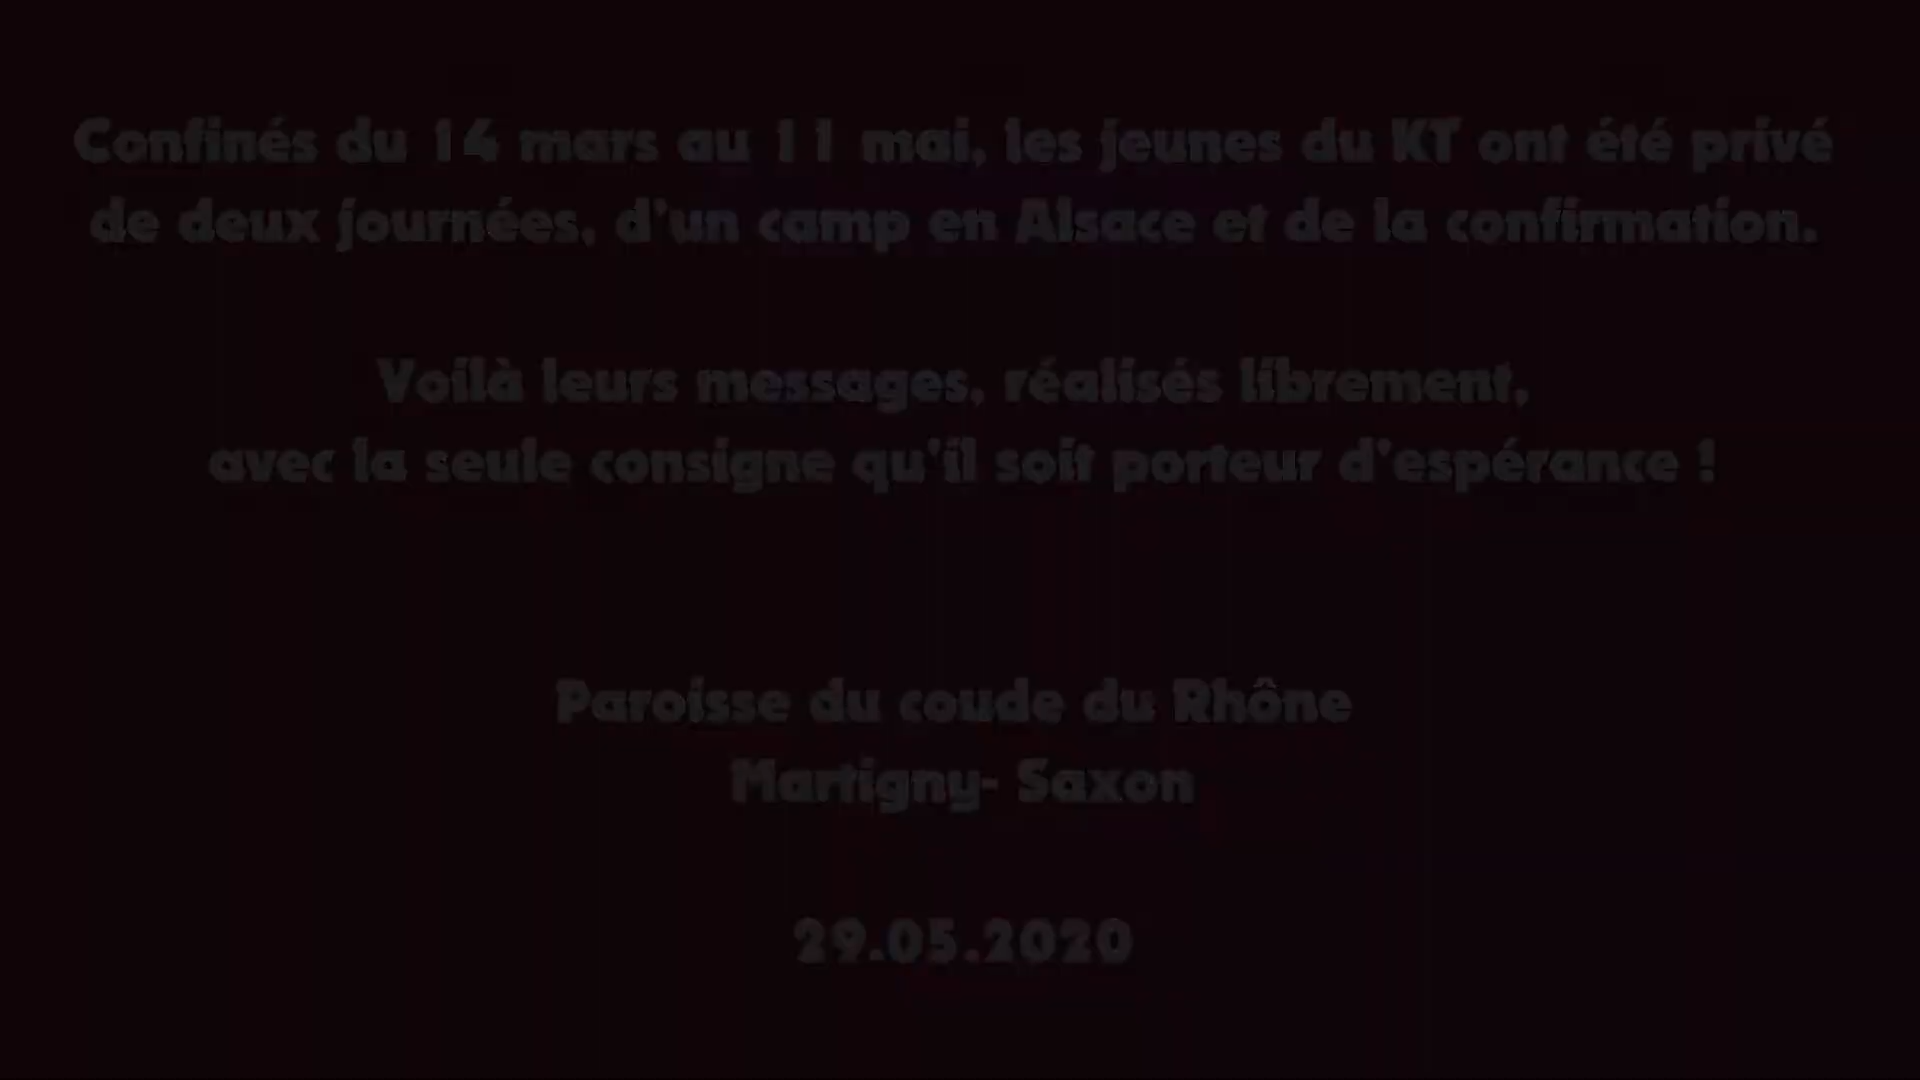 Confinés du 14 mars au 11 mai, les jeunes du KT ont été privé
de deux journées, d'un camp en Alsace et de la confirmation.
Voilà leurs messages, réalisés librement,
avec la seule consigne qu'il soit porteur d'espérance !
Paroisse du coude du Rhône
Martigny- Saxon
29.05.2020